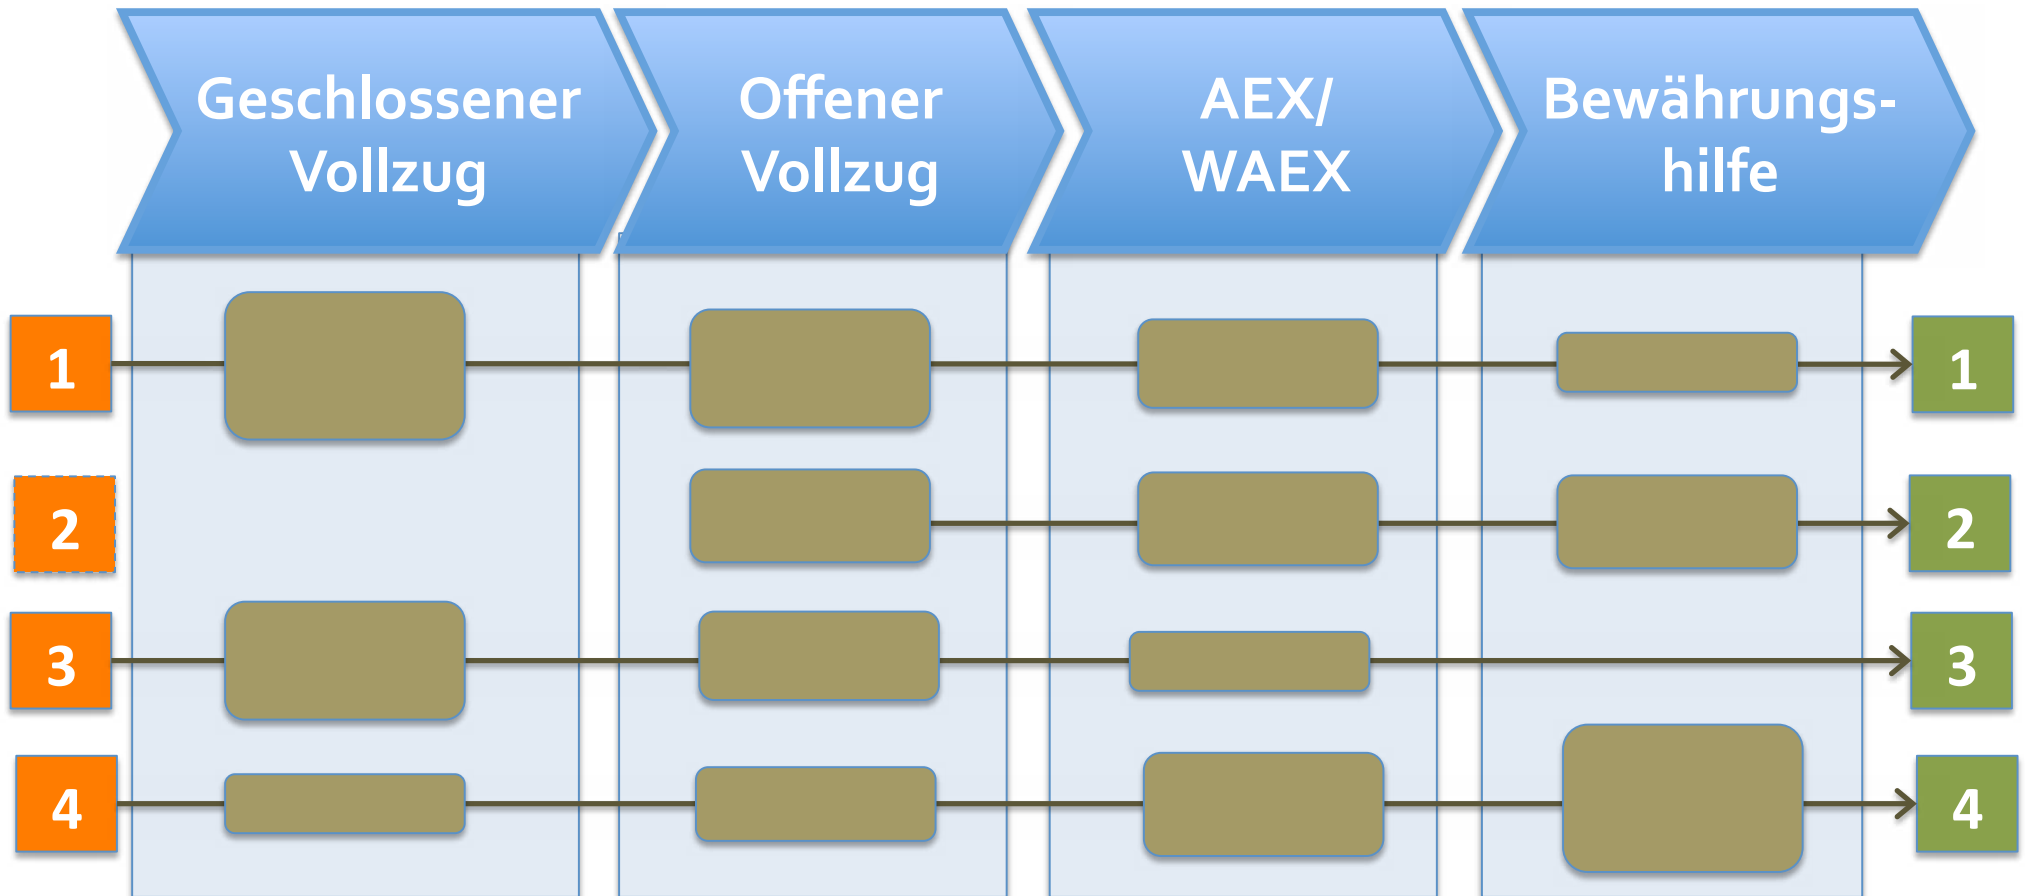 Geschlossener
Vollzug
Offener
Vollzug
AEX/
WAEX
Bewährungs-
hilfe
1
1
2
2
3
3
4
4